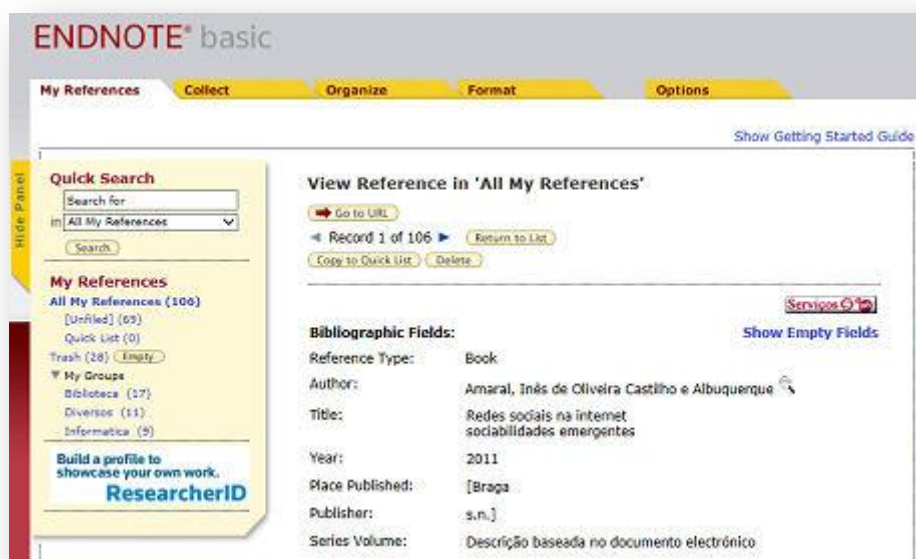 ENDNOTE® basic
My References Collect Organize Format Options
Show Getting Started Guide
Hide Panel
Quick Search
Search for
in All My References
Search
My References
All My References (106)
[Unfiled] (69)
Quick List (0)
Trash (28) Empty
▼ My Groups
Biblioteca (17)
Diversos (11)
Informatica (9)
Build a profile to
showcase your own work.
ResearcherID
View Reference in 'All My References'
Go to URL
Record 1 of 106 Return to List
Copy to Quick List Delete
Serviços
Bibliographic Fields: Show Empty Fields
Reference Type: Book
Author: Amaral, Inês de Oliveira Castilho e Albuquerque
Title: Redes sociais na internet
sociabilidades emergentes
Year: 2011
Place Published: [Braga
Publisher: s.n.]
Series Volume: Descrição baseada no documento electrónico